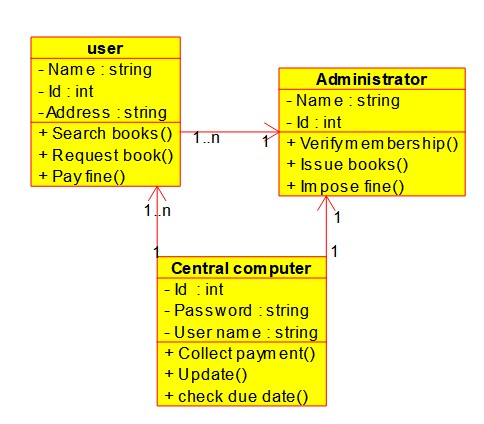 user
- Name : string
- Id : int
-Address : string
+ Search books()
+ Request book()
+ Pay fine()
Administrator
- Name : string
- Id : int
+ Verifymembership()
+ Issue books()
+ Impose fine()
1..n
1
1..n
1
1
1
Central computer
- Id : int
- Password : string
- User name : string
+ Collect payment()
+ Update()
+ check due date()